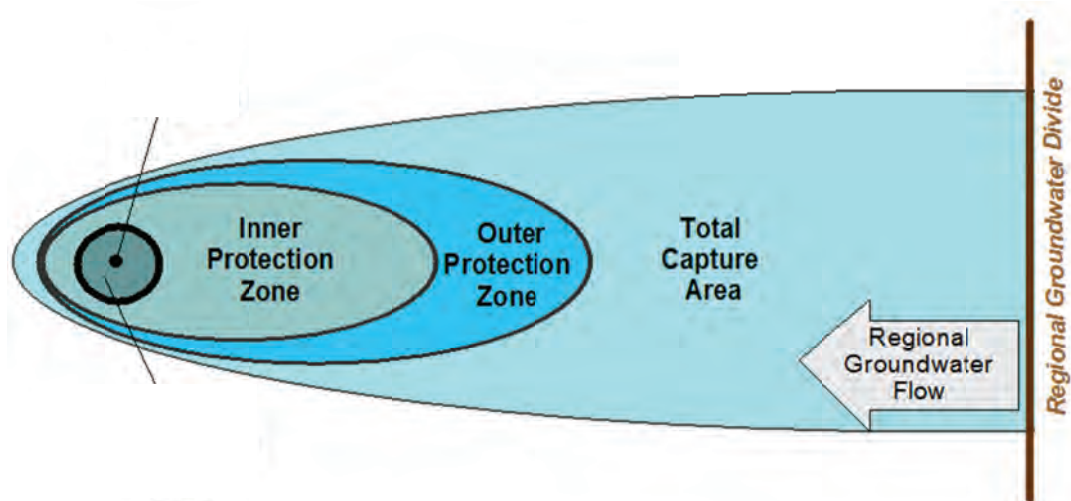 Inner
Protection
Zone
Outer
Protection
Zone
Total
Capture
Area
Regional
Groundwater
Flow
Regional Groundwater Divide